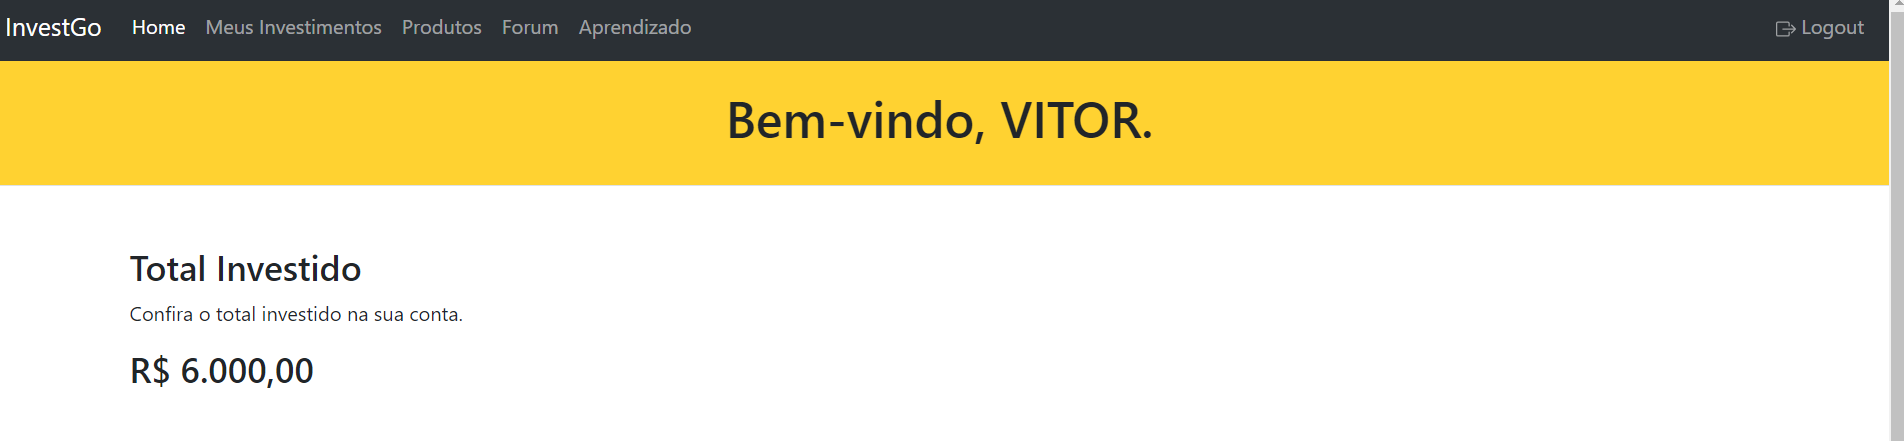 InvestGo Home Meus Investimentos Produtos Forum Aprendizado Logout
Bem-vindo, VITOR.
Total Investido
Confira o total investido na sua conta.
R$ 6.000,00